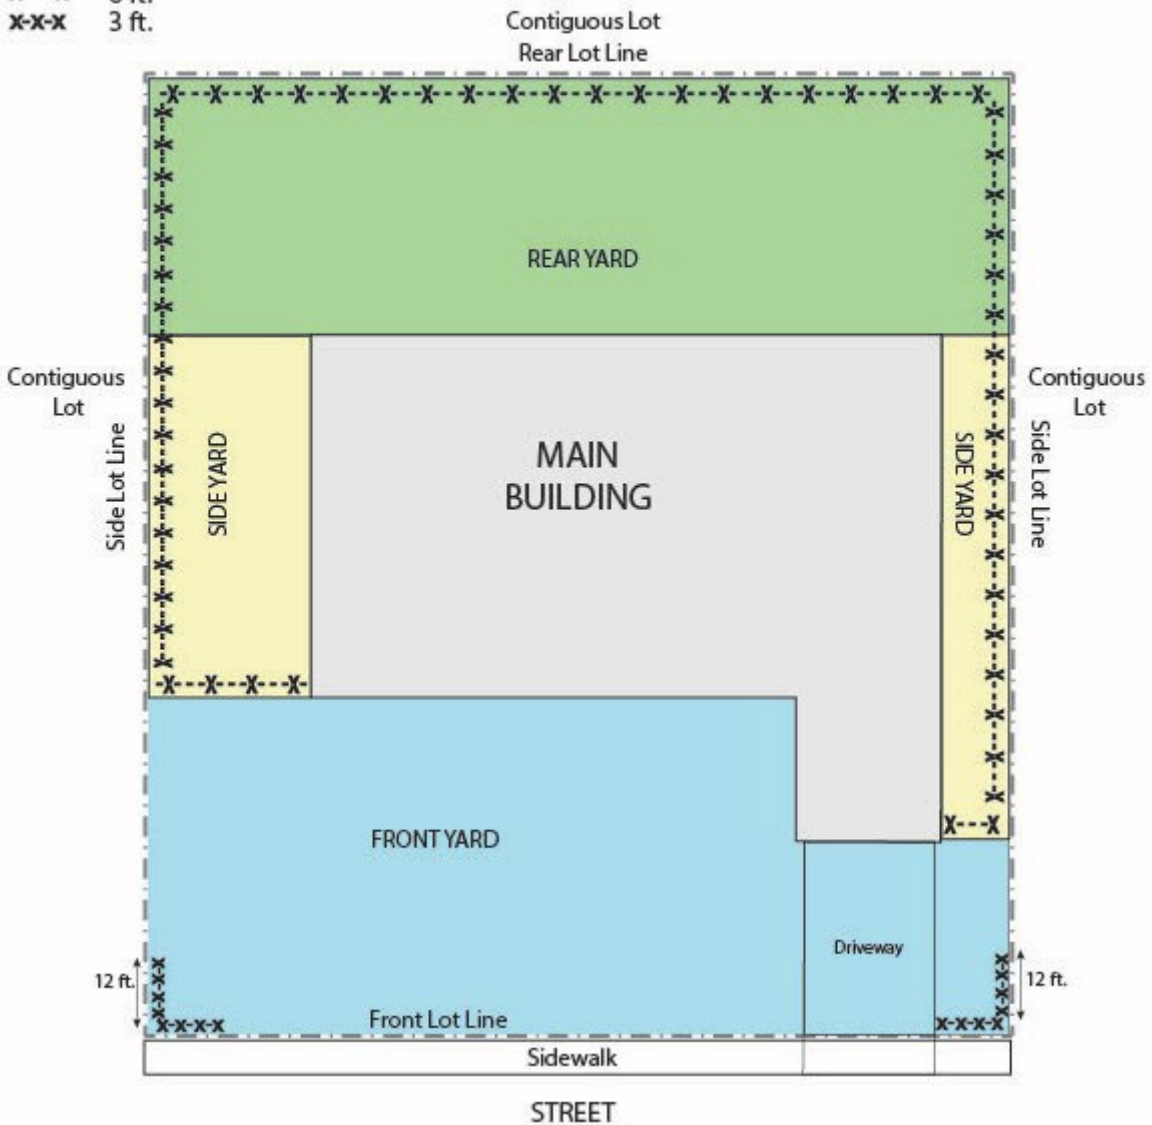 x-x-x 3 ft.
Contiguous Lot
Rear Lot Line
REAR YARD
Contiguous
Lot
Side Lot Line
SIDE YARD
MAIN
BUILDING
SIDE YARD
Side Lot Line
Contiguous
Lot
FRONT YARD
Driveway
12 ft.
12 ft.
Front Lot Line
Sidewalk
STREET